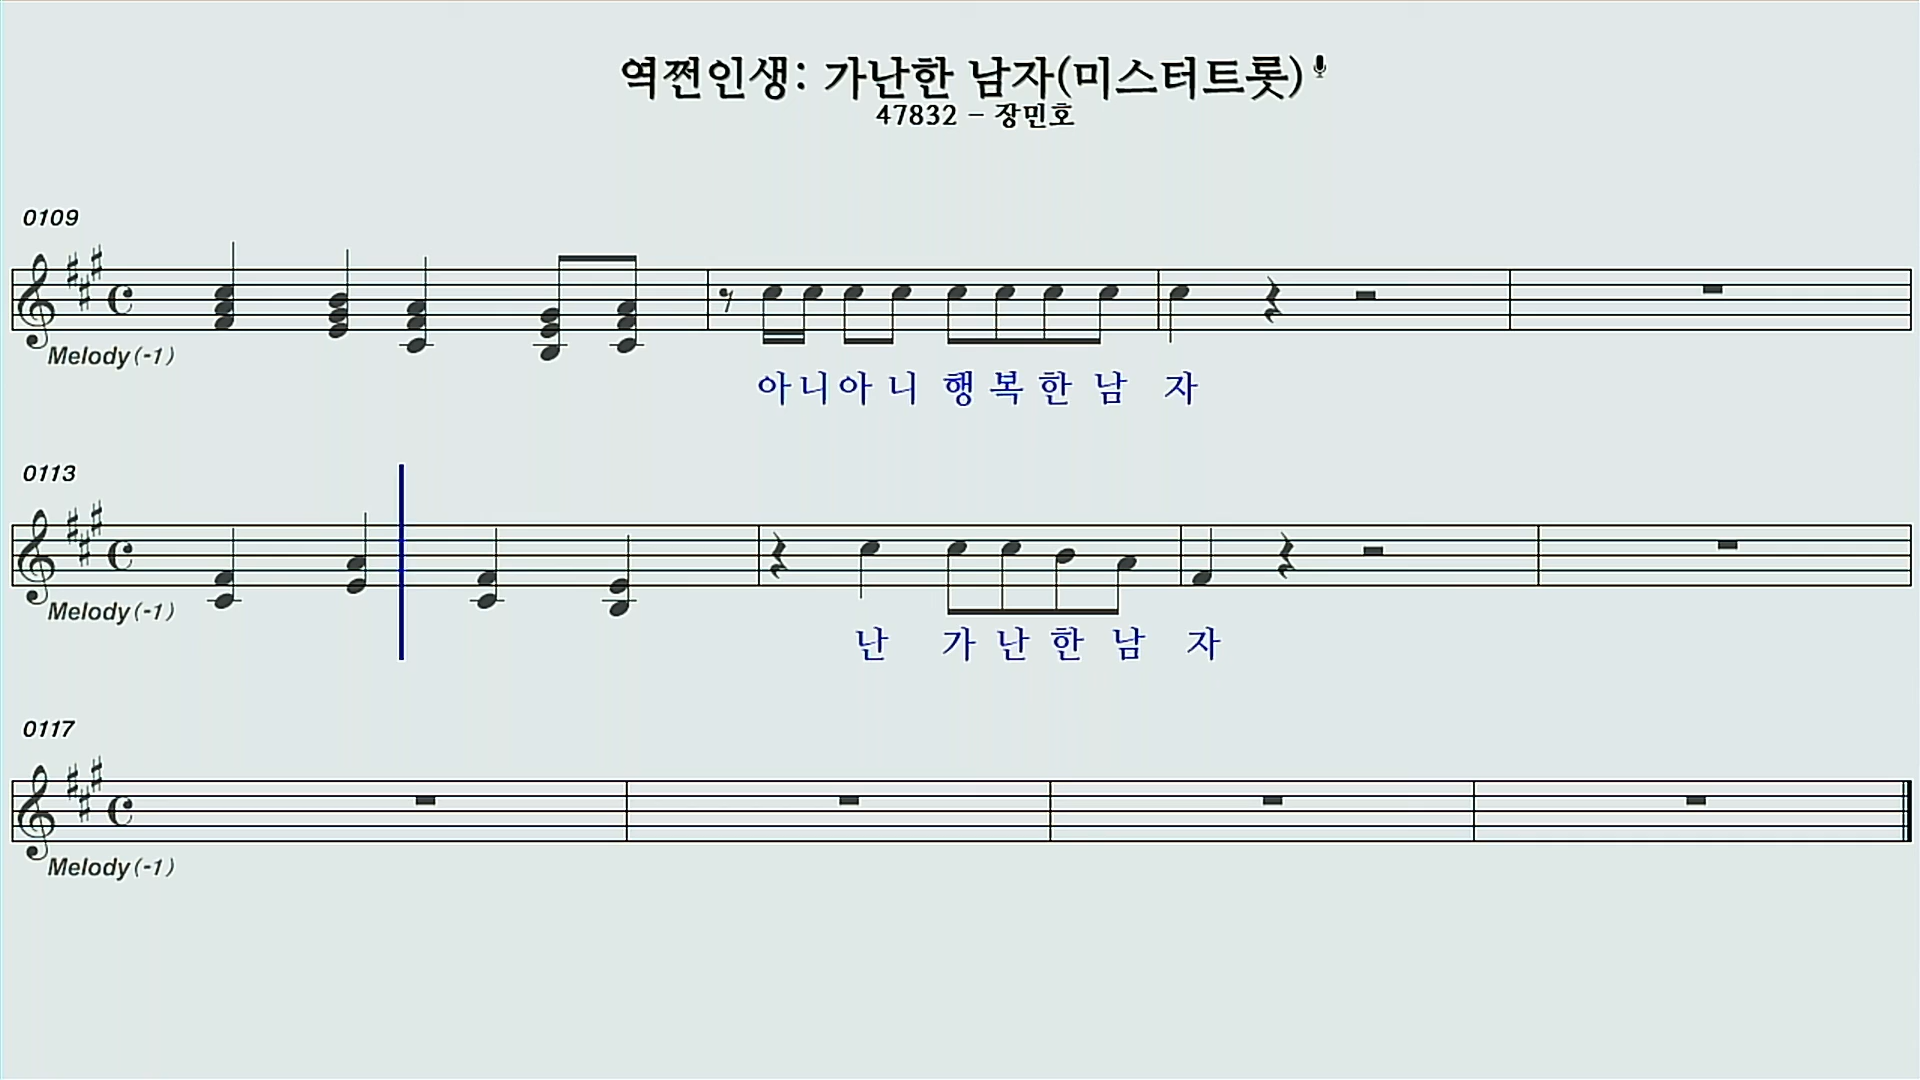 역쩐인생: 가난한 남자(미스터트롯)
47832 - 장민호
0109
Melody(-1)
아니아니 행복한남 자
0113
Melody(-1)
난 가난한남 자
0117
Melody(-1)